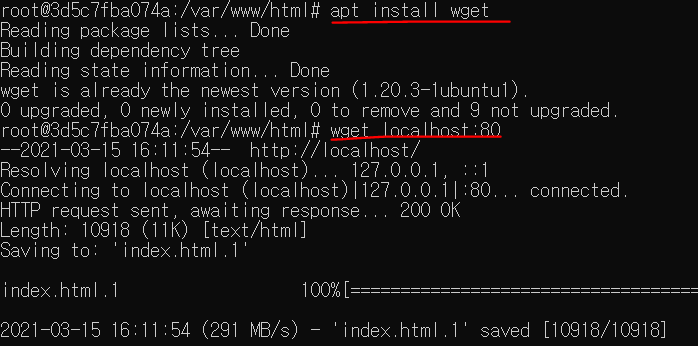 root@3d5c7fba074a:/var/www/html# apt install wget
Reading package lists... Done
Building dependency tree
Reading state information... Done
wget is already the newest version (1.20.3-1ubuntu1).
0 upgraded, 0 newly installed, 0 to remove and 9 not upgraded.
root@3d5c7fba074a:/var/www/html# wget localhost:80
--2021-03-15 16:11:54--  http://localhost/
Resolving localhost (localhost)... 127.0.0.1, ::1
Connecting to localhost (localhost)|127.0.0.1|:80... connected.
HTTP request sent, awaiting response... 200 OK
Length: 10918 (11K) [text/html]
Saving to: 'index.html.1'
index.html.1 100%[===================================
2021-03-15 16:11:54 (291 MB/s) - 'index.html.1' saved [10918/10918]